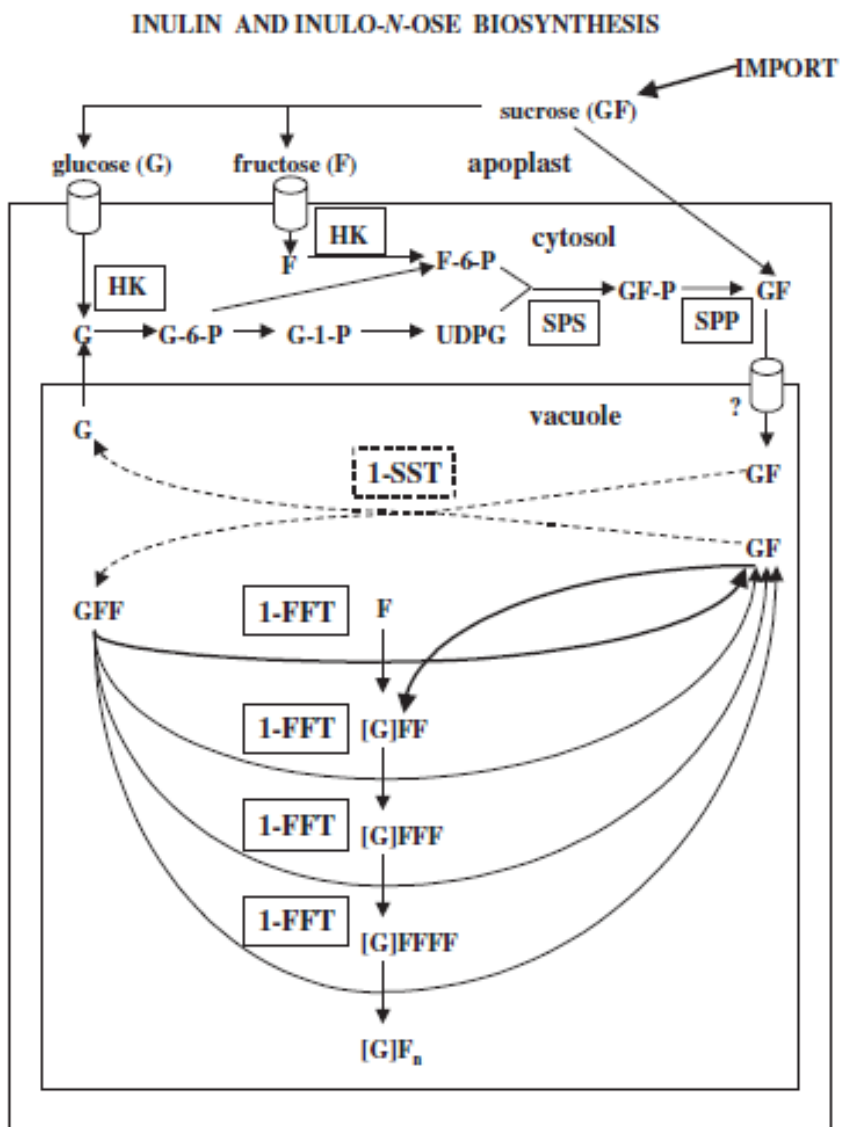 INULIN AND INULO-N-OSE BIOSYNTHESIS
IMPORT
sucrose (GF)
glucose (G) fructose (F) apoplast
HK cytosol
F F-6-P
HK GF-P GF
G G-6-P G-1-P UDPG SPS SPP
?
vacuole
G
1-SST GF
GF
GFF 1-FFT F
1-FFT [G]FF
1-FFT [G]FFF
1-FFT [G]FFFF
[G]Fn